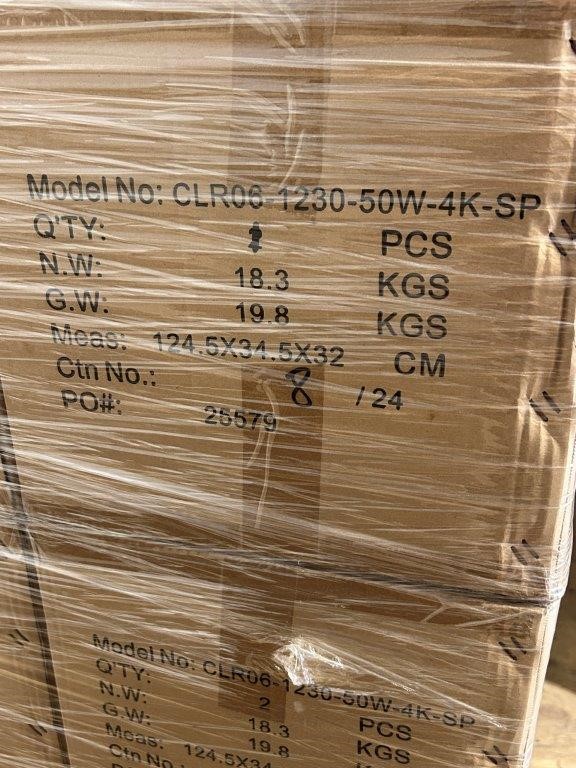 Model No: CLR06-1230-50W-4K-SP
Q'TY: PCS
N.W: 18.3 KGS
G.W: 19.8 KGS
Meas: 124.5X34.5X32 CM
Ctn No.: 8 / 24
PO#: 25579
Model No: CLR06-1230-50W-4K-SP
Q'TY: 2 PCS
N.W: 18.3 KGS
G.W: 19.8
Meas: 124.5X34
Ctn No.: